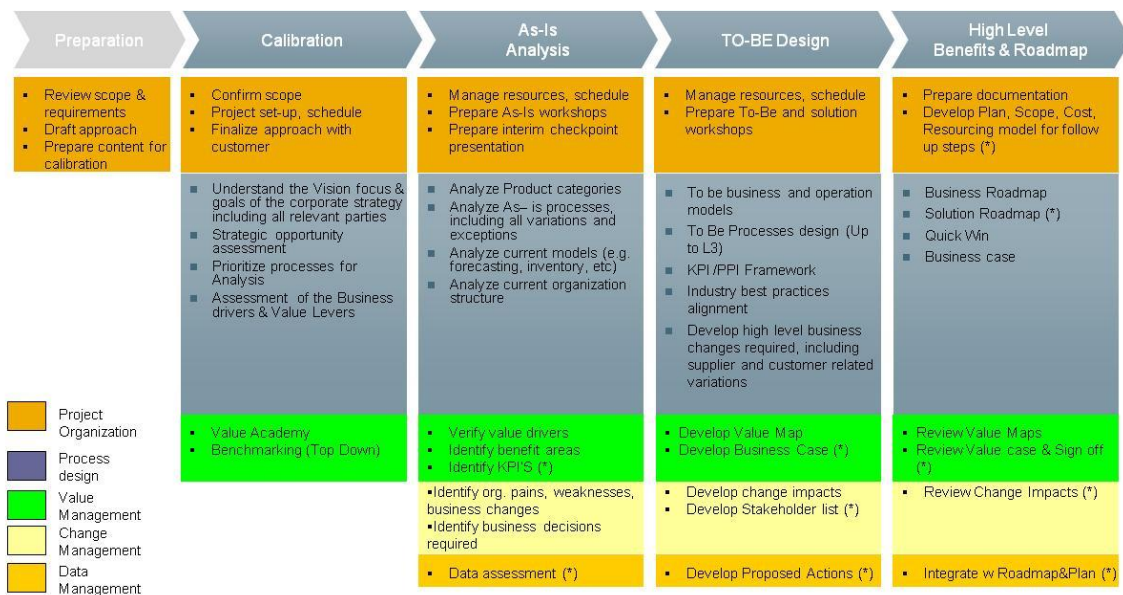 Preparation
Calibration
As-Is
Analysis
TO-BE Design
High Level
Benefits & Roadmap
▪ Review scope &
requirements
▪ Draft approach
▪ Prepare content for
calibration
▪ Confirm scope
▪ Project set-up, schedule
▪ Finalize approach with
customer
▪ Manage resources, schedule
▪ Prepare As-Is workshops
▪ Prepare interim checkpoint
presentation
▪ Manage resources, schedule
▪ Prepare To-Be and solution
workshops
▪ Prepare documentation
▪ Develop Plan, Scope, Cost,
Resourcing model for follow
up steps (*)
■ Understand the Vision focus &
goals of the corporate strategy
including all relevant parties
■ Strategic opportunity
assessment
■ Prioritize processes for
Analysis
■ Assessment of the Business
drivers & Value Levers
■ Analyze Product categories
■ Analyze As– is processes,
including all variations and
exceptions
■ Analyze current models (e.g.
forecasting, inventory, etc)
■ Analyze current organization
structure
■ To be business and operation
models
■ To Be Processes design (Up
to L3)
■ KPI /PPI Framework
■ Industry best practices
alignment
■ Develop high level business
changes required, including
supplier and customer related
variations
■ Business Roadmap
■ Solution Roadmap (*)
■ Quick Win
■ Business case
▪ Value Academy
▪ Benchmarking (Top Down)
▪ Verify value drivers
▪ Identify benefit areas
▪ Identify KPI'S (*)
▪ Develop Value Map
▪ Develop Business Case (*)
▪ Review Value Maps
▪ Review Value case & Sign off
(*)
▪Identify org. pains, weaknesses,
business changes
▪Identify business decisions
required
▪ Develop change impacts
▪ Develop Stakeholder list (*)
▪ Review Change Impacts (*)
▪ Data assessment (*)
▪ Develop Proposed Actions (*)
▪ Integrate w Roadmap&Plan (*)
Project
Organization
Process
design
Value
Management
Change
Management
Data
Management